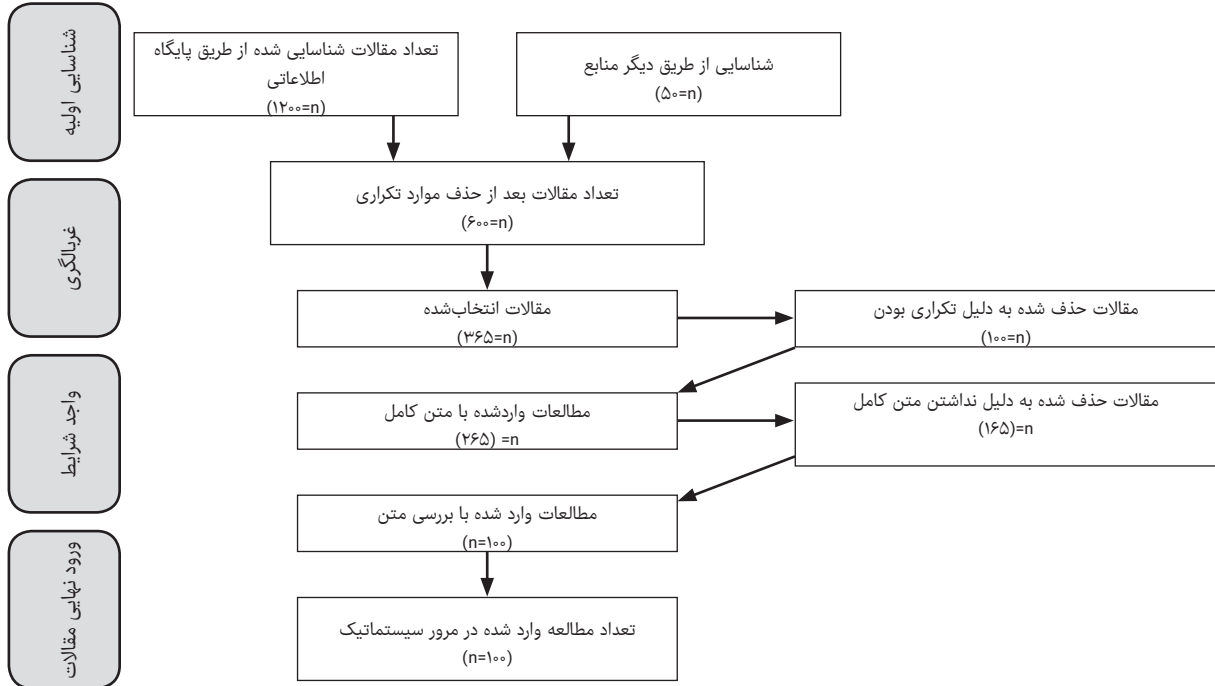 شناسایی اولیه
تعداد مقالات شناسایی شده از طریق پایگاه
اطلاعاتی
(۱۲۰۰=n)
شناسایی از طریق دیگر منابع
(۵۰=n)
تعداد مقالات بعد از حذف موارد تکراری
(۶۰۰=n)
غربالگری
مقالات انتخاب‌شده
(۳۶۵=n)
مقالات حذف شده به دلیل تکراری بودن
(۱۰۰=n)
واجد شرایط
مطالعات واردشده با متن کامل
(۲۶۵) =n
مقالات حذف شده به دلیل نداشتن متن کامل
(۱۶۵)=n
مطالعات وارد شده با بررسی متن
(n=۱۰۰)
ورود نهایی مقالات
تعداد مطالعه وارد شده در مرور سیستماتیک
(n=۱۰۰)